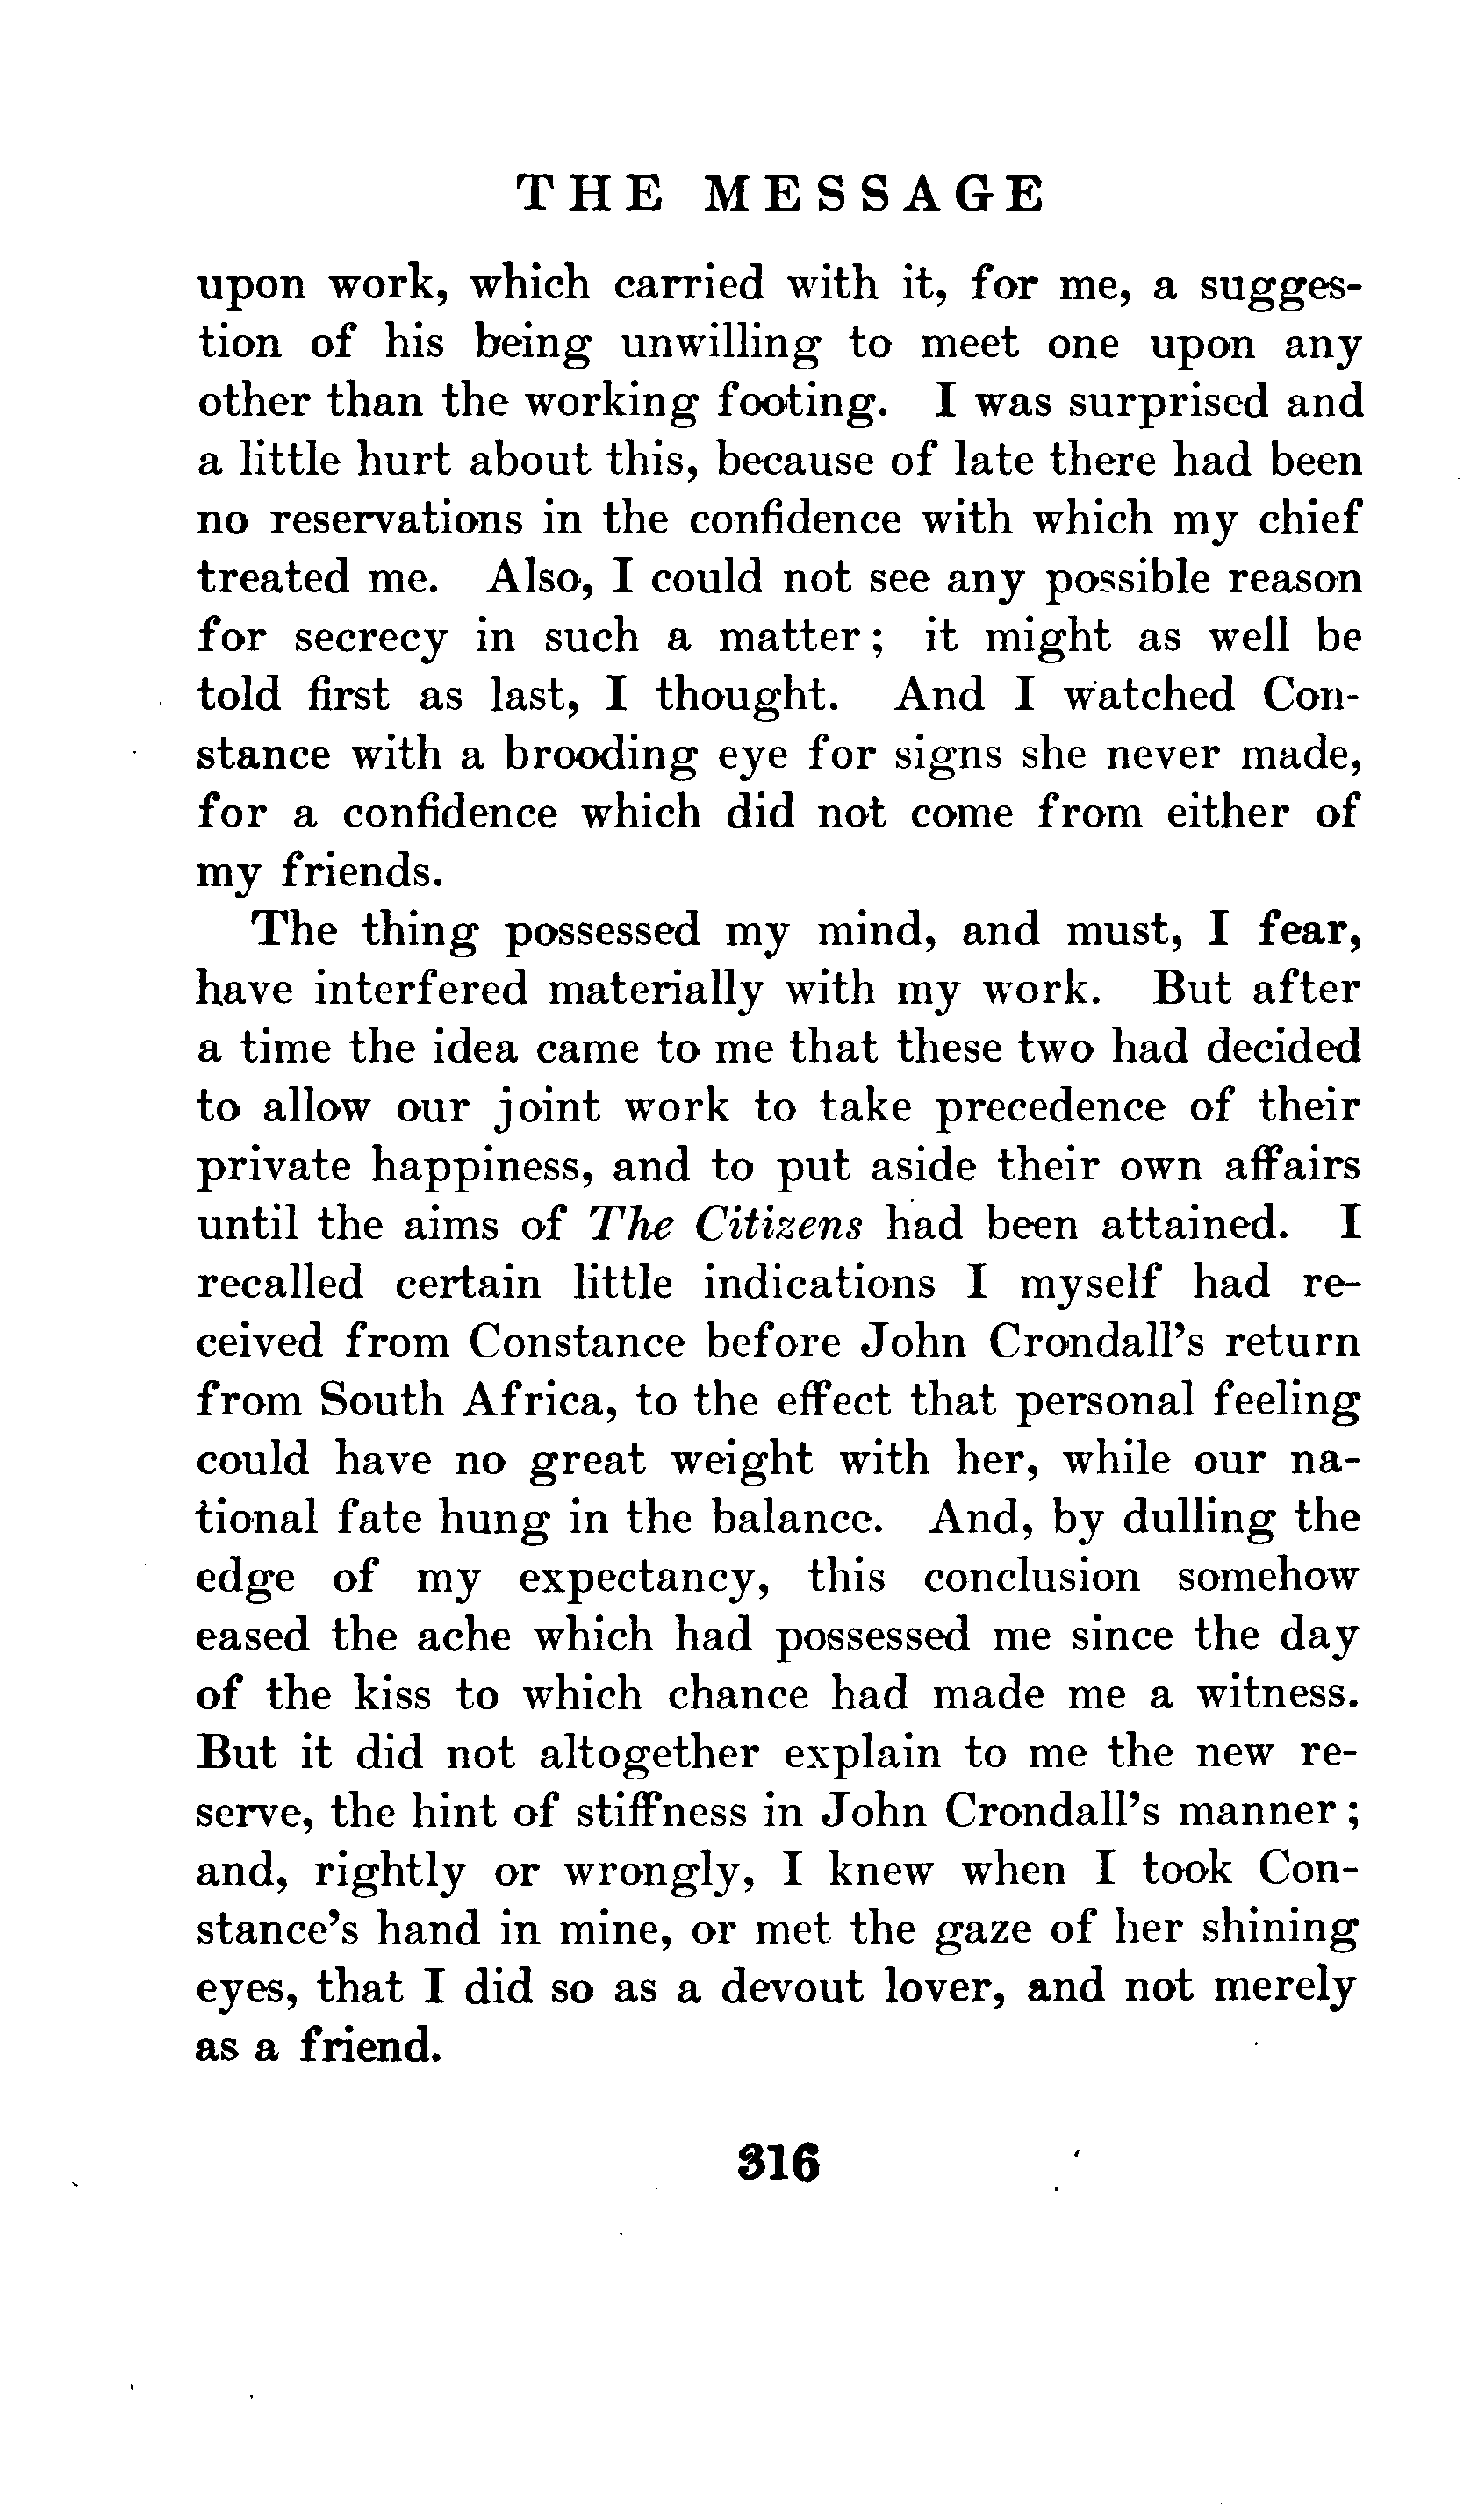 THE MESSAGE
upon work, which carried with it, for me, a sugges-
tion of his being unwilling to meet one upon any
other than the working footing. I was surprised and
a little hurt about this, because of late there had been
no reservations in the confidence with which my chief
treated me. Also, I could not see any possible reason
for secrecy in such a matter; it might as well be
told first as last, I thought. And I watched Con-
stance with a brooding eye for signs she never made,
for a confidence which did not come from either of
my friends.
The thing possessed my mind, and must, I fear,
have interfered materially with my work. But after
a time the idea came to me that these two had decided
to allow our joint work to take precedence of their
private happiness, and to put aside their own affairs
until the aims of The Citizens had been attained. I
recalled certain little indications I myself had re-
ceived from Constance before John Crondall's return
from South Africa, to the effect that personal feeling
could have no great weight with her, while our na-
tional fate hung in the balance. And, by dulling the
edge of my expectancy, this conclusion somehow
eased the ache which had possessed me since the day
of the kiss to which chance had made me a witness.
But it did not altogether explain to me the new re-
serve, the hint of stiffness in John Crondall's manner;
and, rightly or wrongly, I knew when I took Con-
stance's hand in mine, or met the gaze of her shining
eyes, that I did so as a devout lover, and not merely
as a friend.
316